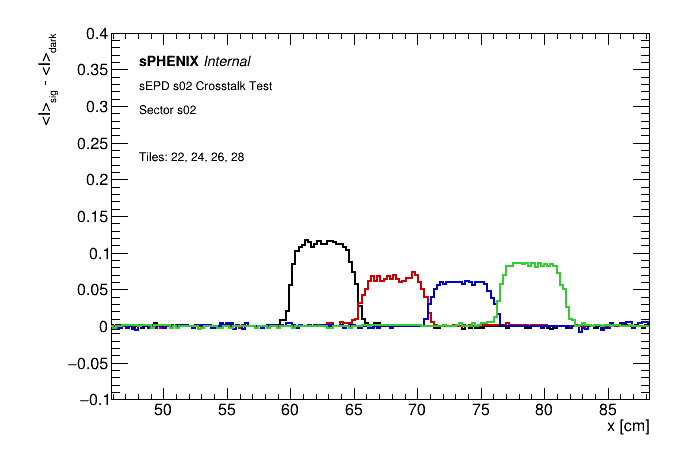 <I>sig - <I>dark
0.4
0.35
0.3
0.25
0.2
0.15
0.1
0.05
0
−0.05
−0.1
sPHENIX Internal
sEPD s02 Crosstalk Test
Sector s02
Tiles: 22, 24, 26, 28
50 55 60 65 70 75 80 85
x [cm]